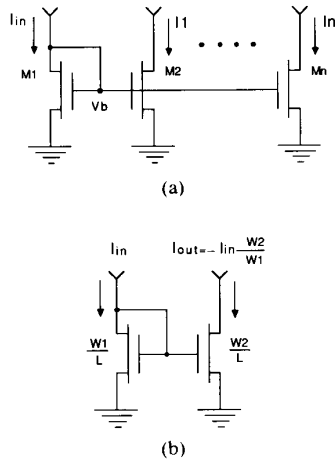 Iin I1 In
M1 M2 Mn
Vb
(a)
Iin Iout=-Iin W2/W1
W1/L W2/L
(b)